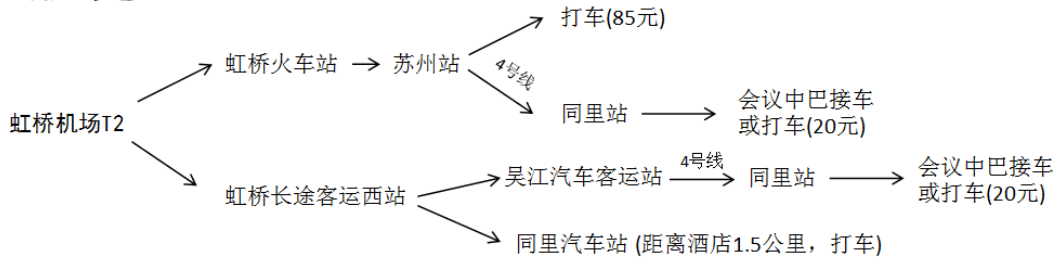 打车(85元)
虹桥火车站
苏州站
4号线
虹桥机场T2
同里站
会议中巴接车
或打车(20元)
虹桥长途客运西站
吴江汽车客运站
4号线
同里站
会议中巴接车
或打车(20元)
同里汽车站 (距离酒店1.5公里，打车)